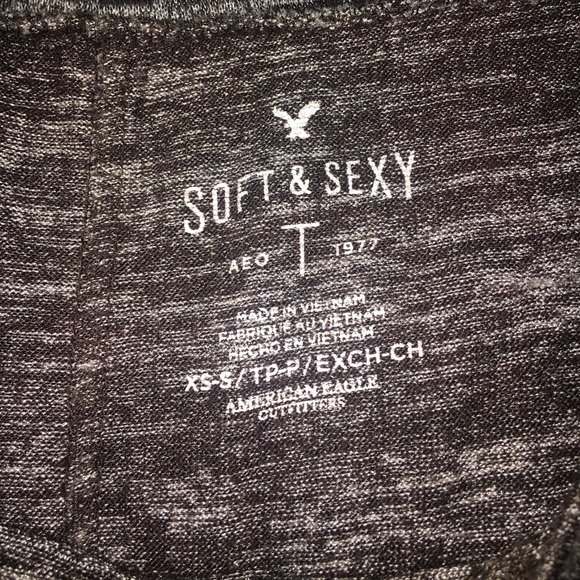 SOFT & SEXY
AEO T 1977
MADE IN VIETNAM
FABRIQUÉ AU VIETNAM
HECHO EN VIETNAM
XS-S/TP-P/EXCH-CH
AMERICAN EAGLE
OUTFITTERS